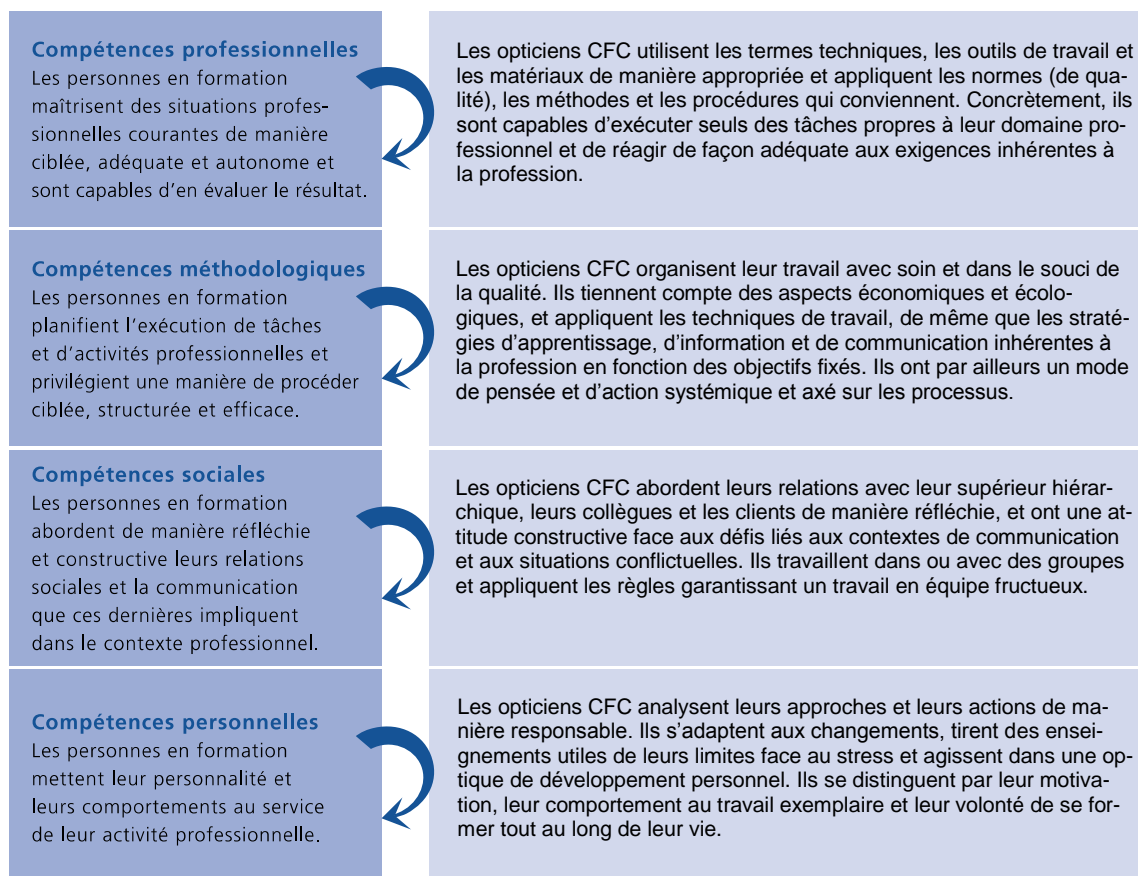 Compétences professionnelles
Les personnes en formation
maîtrisent des situations profes-
sionnelles courantes de manière
ciblée, adéquate et autonome et
sont capables d'en évaluer le résultat.
Les opticiens CFC utilisent les termes techniques, les outils de travail et
les matériaux de manière appropriée et appliquent les normes (de qua-
lité), les méthodes et les procédures qui conviennent. Concrètement, ils
sont capables d'exécuter seuls des tâches propres à leur domaine pro-
fessionnel et de réagir de façon adéquate aux exigences inhérentes à
la profession.
Compétences méthodologiques
Les personnes en formation
planifient l'exécution de tâches
et d'activités professionnelles et
privilégient une manière de procéder
ciblée, structurée et efficace.
Les opticiens CFC organisent leur travail avec soin et dans le souci de
la qualité. Ils tiennent compte des aspects économiques et écolo-
giques, et appliquent les techniques de travail, de même que les straté-
gies d'apprentissage, d'information et de communication inhérentes à
la profession en fonction des objectifs fixés. Ils ont par ailleurs un mode
de pensée et d'action systémique et axé sur les processus.
Compétences sociales
Les personnes en formation
abordent de manière réfléchie
et constructive leurs relations
sociales et la communication
que ces dernières impliquent
dans le contexte professionnel.
Les opticiens CFC abordent leurs relations avec leur supérieur hiérar-
chique, leurs collègues et les clients de manière réfléchie, et ont une at-
titude constructive face aux défis liés aux contextes de communication
et aux situations conflictuelles. Ils travaillent dans ou avec des groupes
et appliquent les règles garantissant un travail en équipe fructueux.
Compétences personnelles
Les personnes en formation
mettent leur personnalité et
leurs comportements au service
de leur activité professionnelle.
Les opticiens CFC analysent leurs approches et leurs actions de ma-
nière responsable. Ils s'adaptent aux changements, tirent des ensei-
gnements utiles de leurs limites face au stress et agissent dans une op-
tique de développement personnel. Ils se distinguent par leur motiva-
tion, leur comportement au travail exemplaire et leur volonté de se for-
mer tout au long de leur vie.